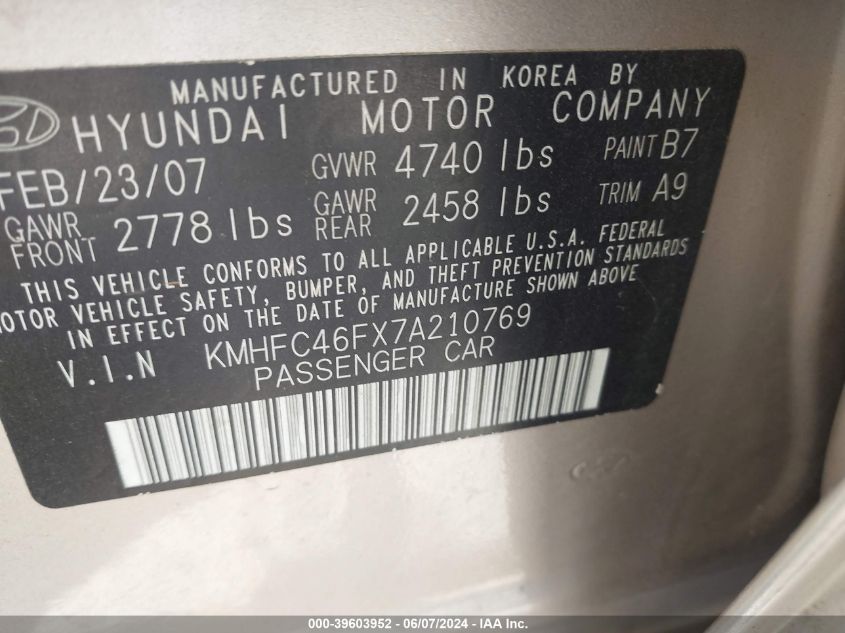 MANUFACTURED IN KOREA BY
HYUNDAI MOTOR COMPANY
FEB/23/07 GVWR 4740 lbs PAINT B7
GAWR FRONT 2778 lbs GAWR REAR 2458 lbs TRIM A9
THIS VEHICLE CONFORMS TO ALL APPLICABLE U.S.A. FEDERAL
MOTOR VEHICLE SAFETY, BUMPER, AND THEFT PREVENTION STANDARDS
IN EFFECT ON THE DATE OF MANUFACTURE SHOWN ABOVE
V.I.N KMHFC46FX7A210769
PASSENGER CAR
000-39603952 - 06/07/2024 - IAA Inc.